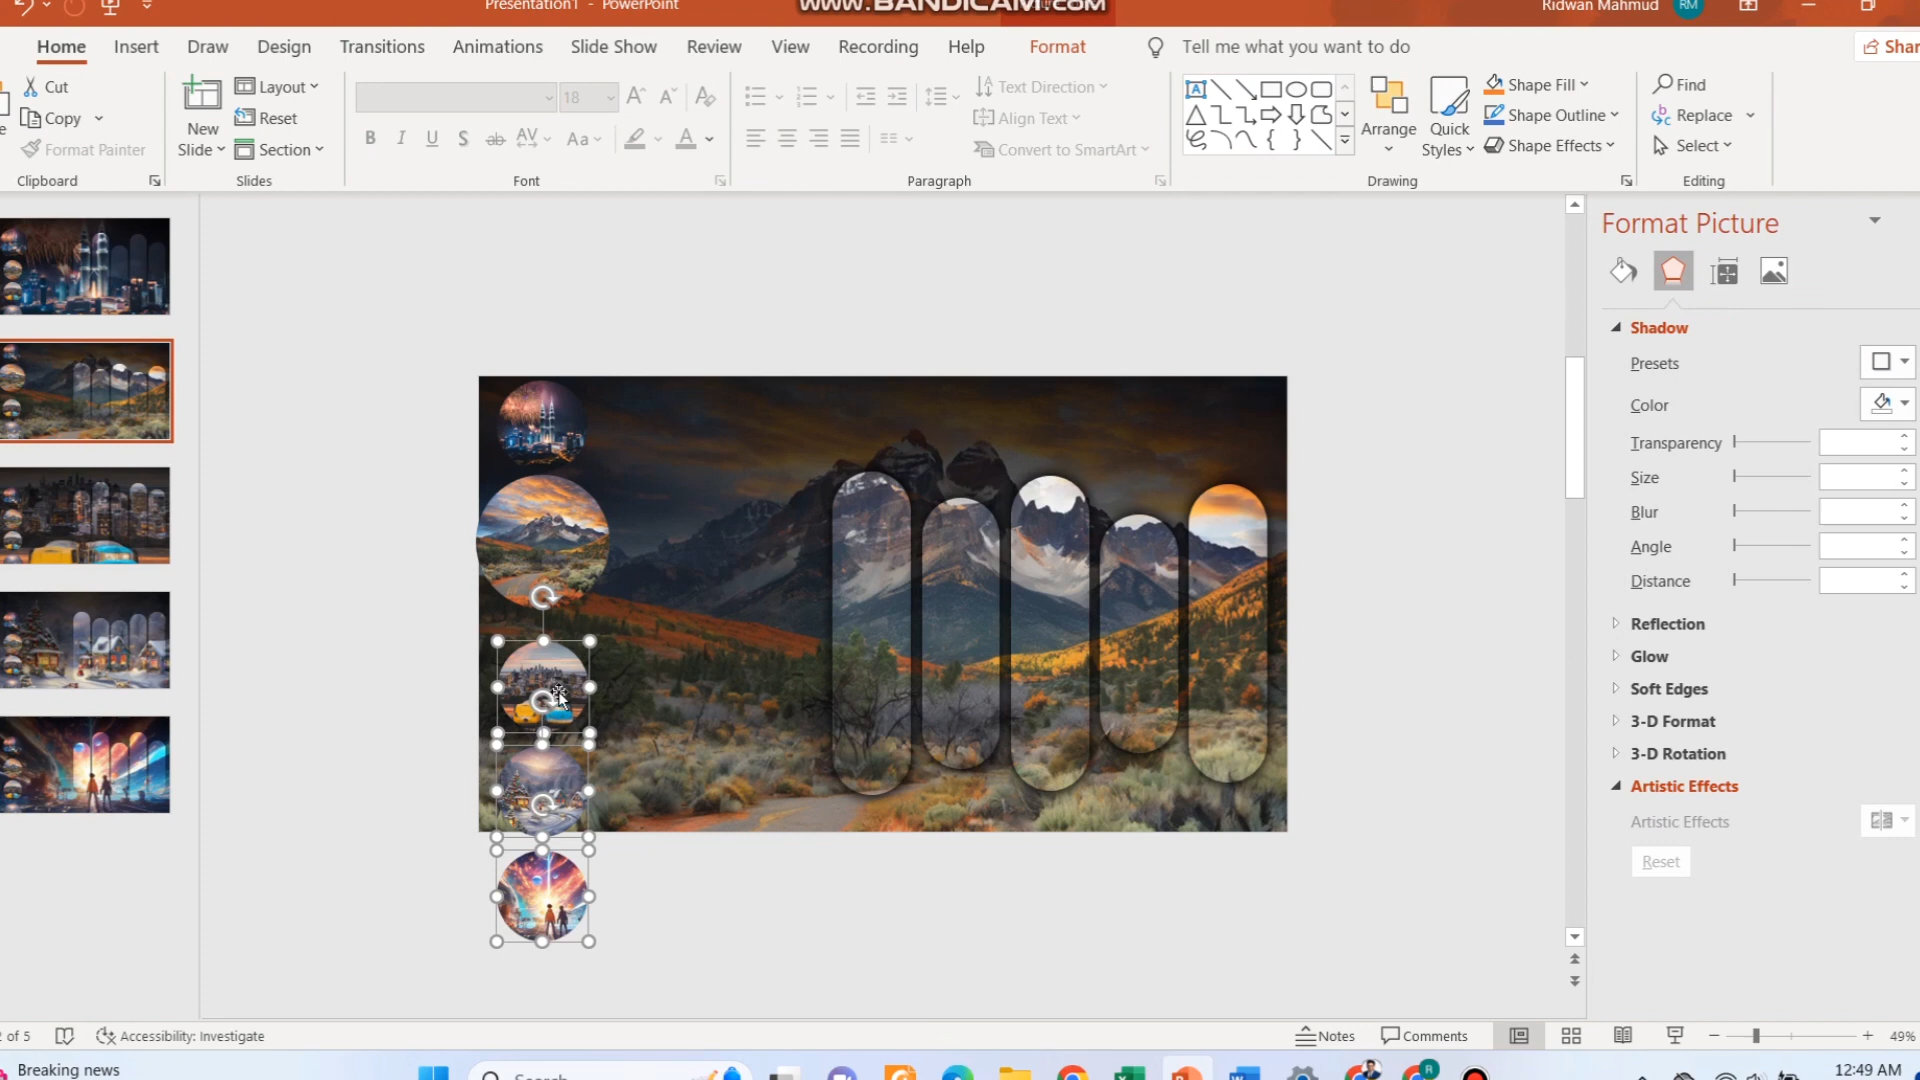 Presentation1 - PowerPoint
www.BANDICAM.com
Ridwan Mahmud
RM
Home
Insert
Draw
Design
Transitions
Animations
Slide Show
Review
View
Recording
Help
Format
Tell me what you want to do
Shar
Cut
Copy
Format Painter
Clipboard
New
Slide
Layout
Reset
Section
Slides
18
Aa
Font
Text Direction
Align Text
Convert to SmartArt
Paragraph
Arrange
Quick
Styles
Shape Fill
Shape Outline
Shape Effects
Drawing
Find
Replace
Select
Editing
Format Picture
Shadow
Presets
Color
Transparency
Size
Blur
Angle
Distance
Reflection
Glow
Soft Edges
3-D Format
3-D Rotation
Artistic Effects
Artistic Effects
Reset
of 5
Accessibility: Investigate
Notes
Comments
49%
Breaking news
Search
12:49 AM